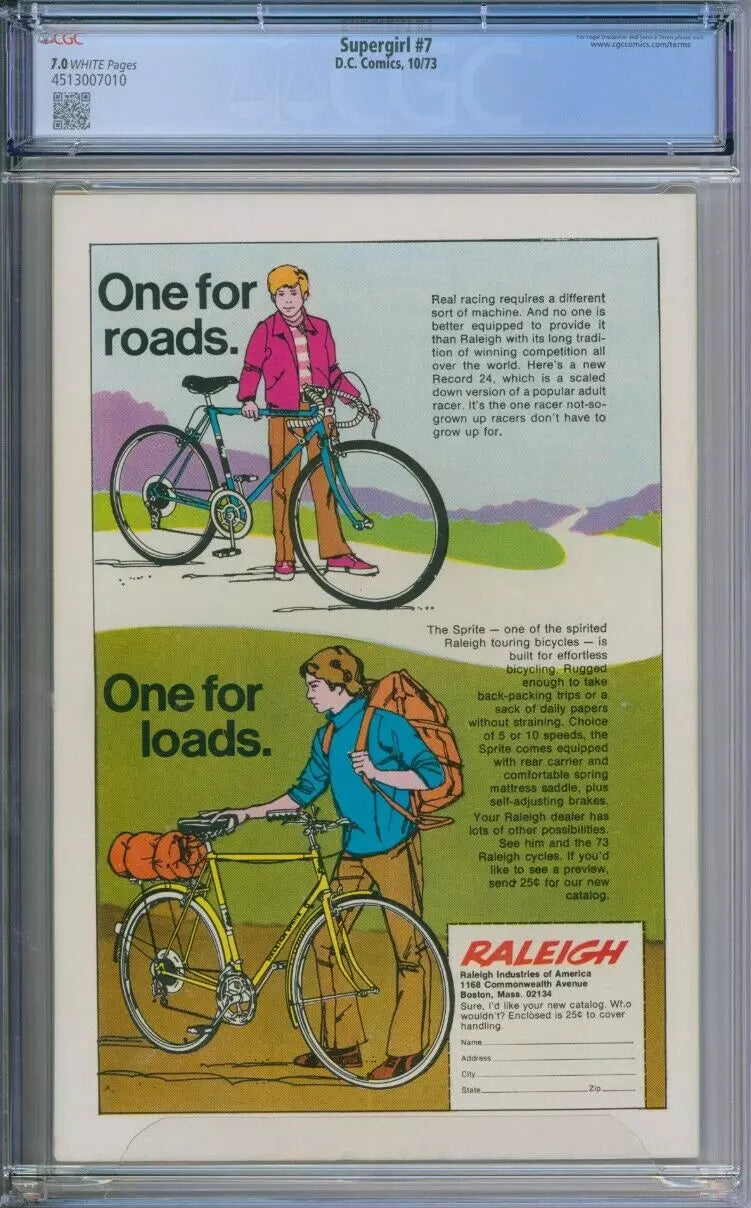 CGC
7.0 WHITE Pages
4513007010
Supergirl #7
D.C. Comics, 10/73
For Legal Disclaimer and Service Terms please visit
www.cgccomics.com/terms
CGC
One for
roads.
Real racing requires a different
sort of machine. And no one is
better equipped to provide it
than Raleigh with its long tradi-
tion of winning competition all
over the world. Here's a new
Record 24, which is a scaled
down version of a popular adult
racer. It's the one racer not-so-
grown up racers don't have to
grow up for.
The Sprite — one of the spirited
Raleigh touring bicycles — is
built for effortless
bicycling. Rugged
enough to take
back-packing trips or a
sack of daily papers
without straining. Choice
of 5 or 10 speeds, the
Sprite comes equipped
with rear carrier and
comfortable spring
mattress saddle, plus
self-adjusting brakes.
Your Raleigh dealer has
lots of other possibilities.
See him and the 73
Raleigh cycles. If you'd
like to see a preview,
send 25¢ for our new
catalog.
One for
loads.
RALEIGH
Raleigh Industries of America
1168 Commonwealth Avenue
Boston, Mass. 02134
Sure, I'd like your new catalog. Who
wouldn't? Enclosed is 25¢ to cover
handling.
Name
Address
City
State Zip